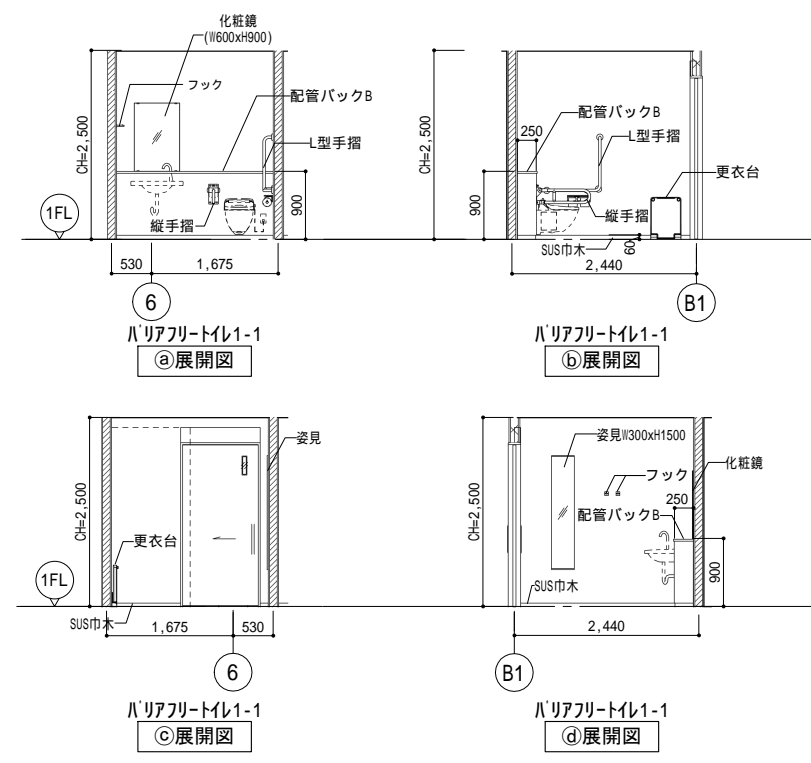 化粧鏡
(W600xH900)
フック
配管パックB
L型手摺
CH=2,500
900
縦手摺
1FL
530
1,675
6
バリアフリートイレ1-1
ⓐ展開図
CH=2,500
250
配管パックB
L型手摺
更衣台
900
縦手摺
SUS巾木
60
2,440
B1
バリアフリートイレ1-1
ⓑ展開図
姿見
CH=2,500
更衣台
1FL
SUS巾木
1,675
530
6
バリアフリートイレ1-1
ⓒ展開図
姿見W300xH1500
化粧鏡
フック
CH=2,500
250
配管パックB
900
SUS巾木
2,440
B1
バリアフリートイレ1-1
ⓓ展開図